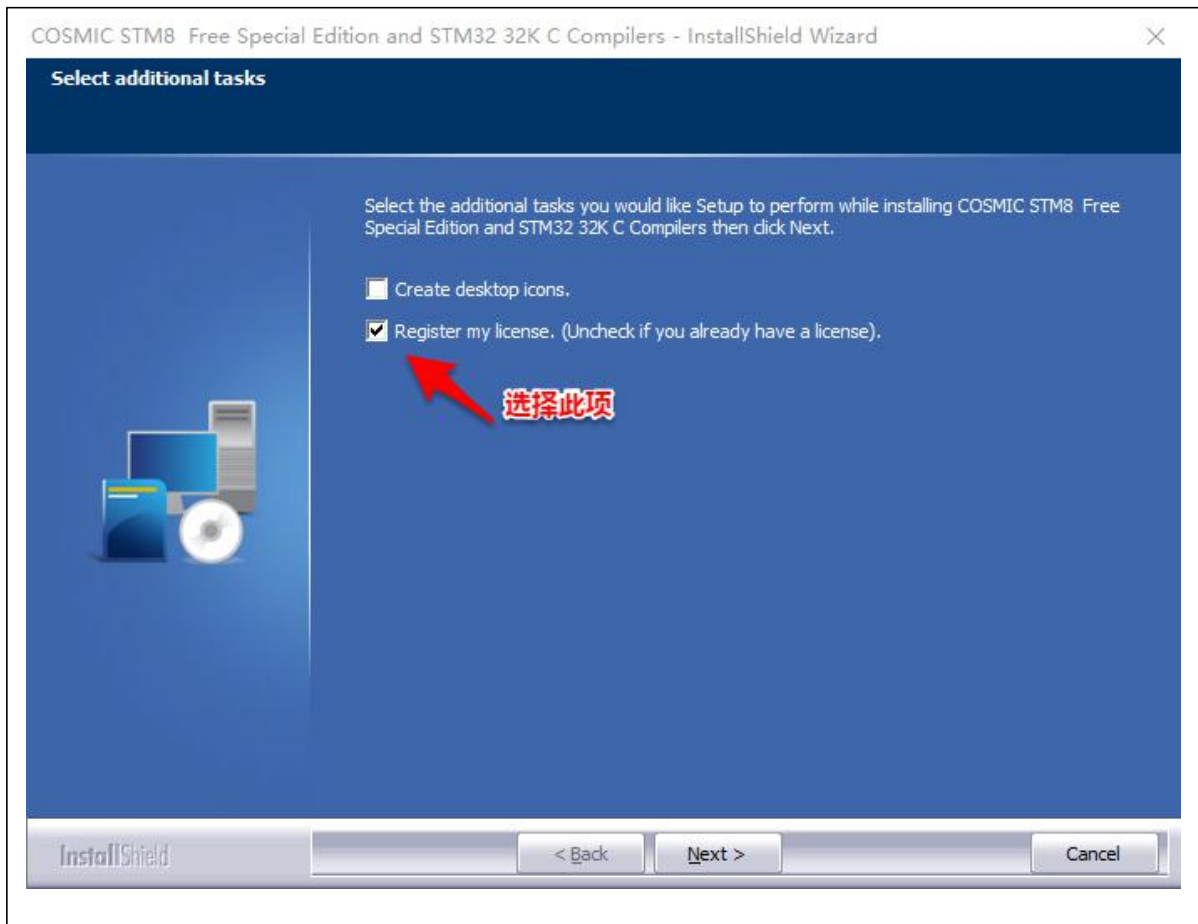 COSMIC STM8  Free Special Edition and STM32 32K C Compilers - InstallShield Wizard
Select additional tasks
Select the additional tasks you would like Setup to perform while installing COSMIC STM8  Free
Special Edition and STM32 32K C Compilers then click Next.
Create desktop icons.
Register my license. (Uncheck if you already have a license).
选择此项
InstallShield
< Back
Next >
Cancel